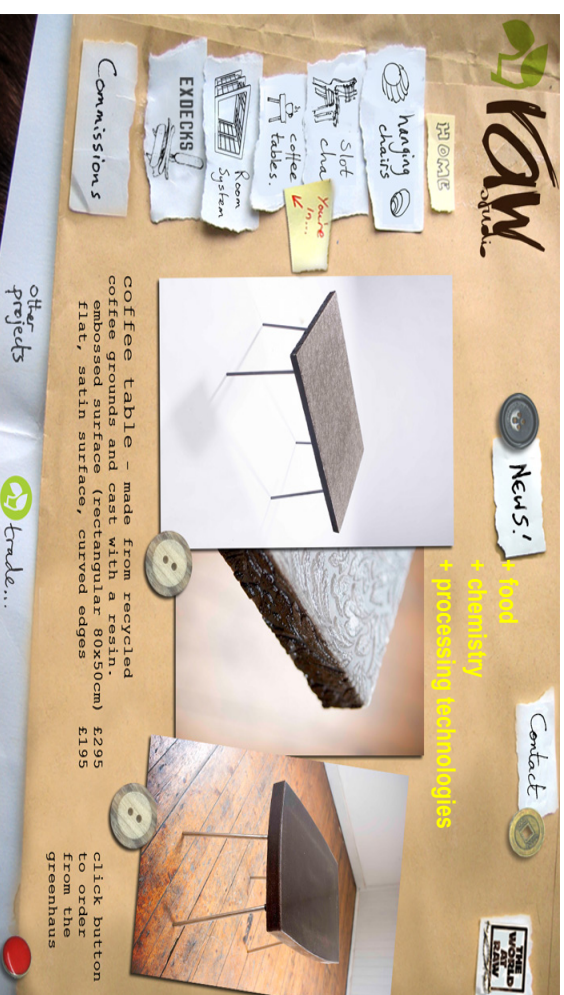 raw
studio
HOME
hanging
chairs
Slot
cha
coffee
tables.
You're
in...
Room
System
EXDECKS
Commissions
NEWS!
Contact
THE
WORLD
AT
RAW
+ food
+ chemistry
+ processing technologies
coffee table - made from recycled
coffee grounds and cast with a resin.
embossed surface (rectangular 80x50cm) £295
flat, satin surface, curved edges £195
click button
to order
from the
greenhaus
other
projects
trade...